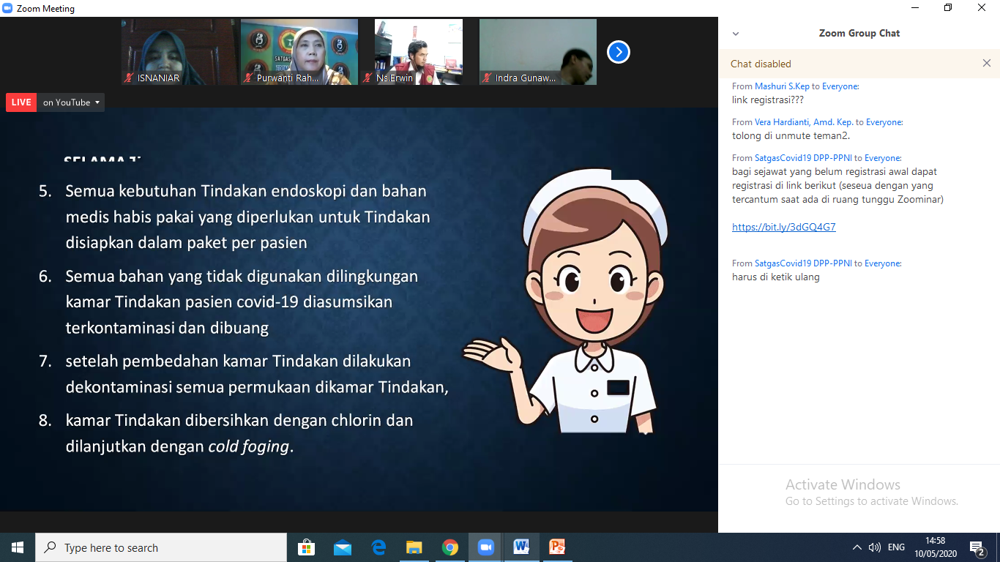 Zoom Meeting
ISNANIAR
Purwanti Rah...
Ns.Erwin
Indra Gunaw...
LIVE on YouTube
SELAMA
5. Semua kebutuhan Tindakan endoskopi dan bahan
medis habis pakai yang diperlukan untuk Tindakan
disiapkan dalam paket per pasien
6. Semua bahan yang tidak digunakan dilingkungan
kamar Tindakan pasien covid-19 diasumsikan
terkontaminasi dan dibuang
7. setelah pembedahan kamar Tindakan dilakukan
dekontaminasi semua permukaan dikamar Tindakan,
8. kamar Tindakan dibersihkan dengan chlorin dan
dilanjutkan dengan cold foging.
Zoom Group Chat
Chat disabled
From Mashuri S.Kep to Everyone:
link registrasi???
From Vera Hardianti, Amd. Kep. to Everyone:
tolong di unmute teman2.
From SatgasCovid19 DPP-PPNI to Everyone:
bagi sejawat yang belum registrasi awal dapat
registrasi di link berikut (seseua dengan yang
tercantum saat ada di ruang tunggu Zoominar)
https://bit.ly/3dGQ4G7
From SatgasCovid19 DPP-PPNI to Everyone:
harus di ketik ulang
Activate Windows
Go to Settings to activate Windows.
Type here to search
ENG
14:58
10/05/2020
2